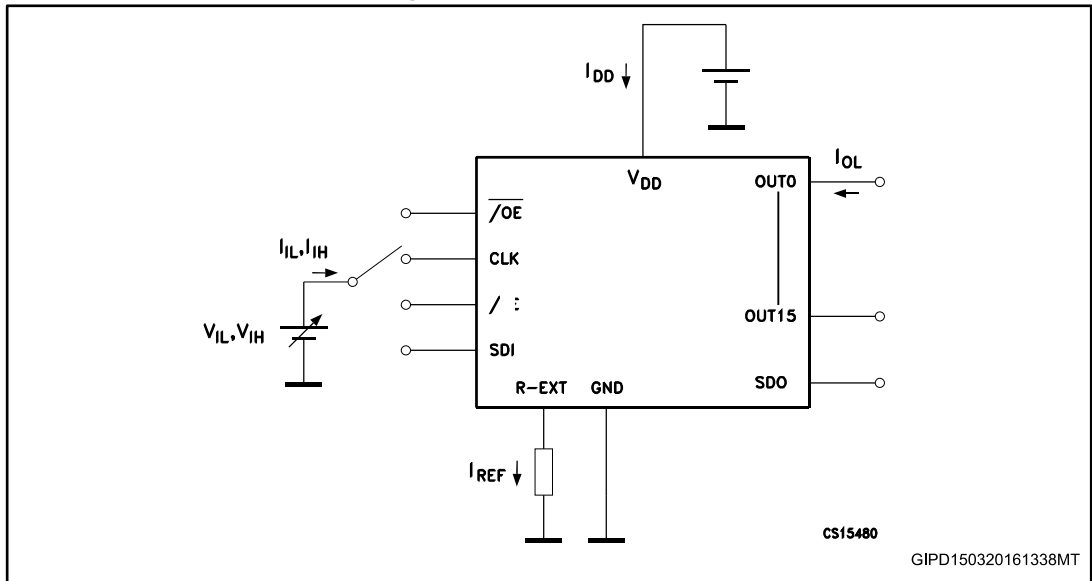 IDD
VDD
OUT0
IOL
/OE
IIL,IIH
CLK
/
VIL,VIH
OUT15
SDI
SDO
R-EXT
GND
IREF
CS15480
GIPD150320161338MT